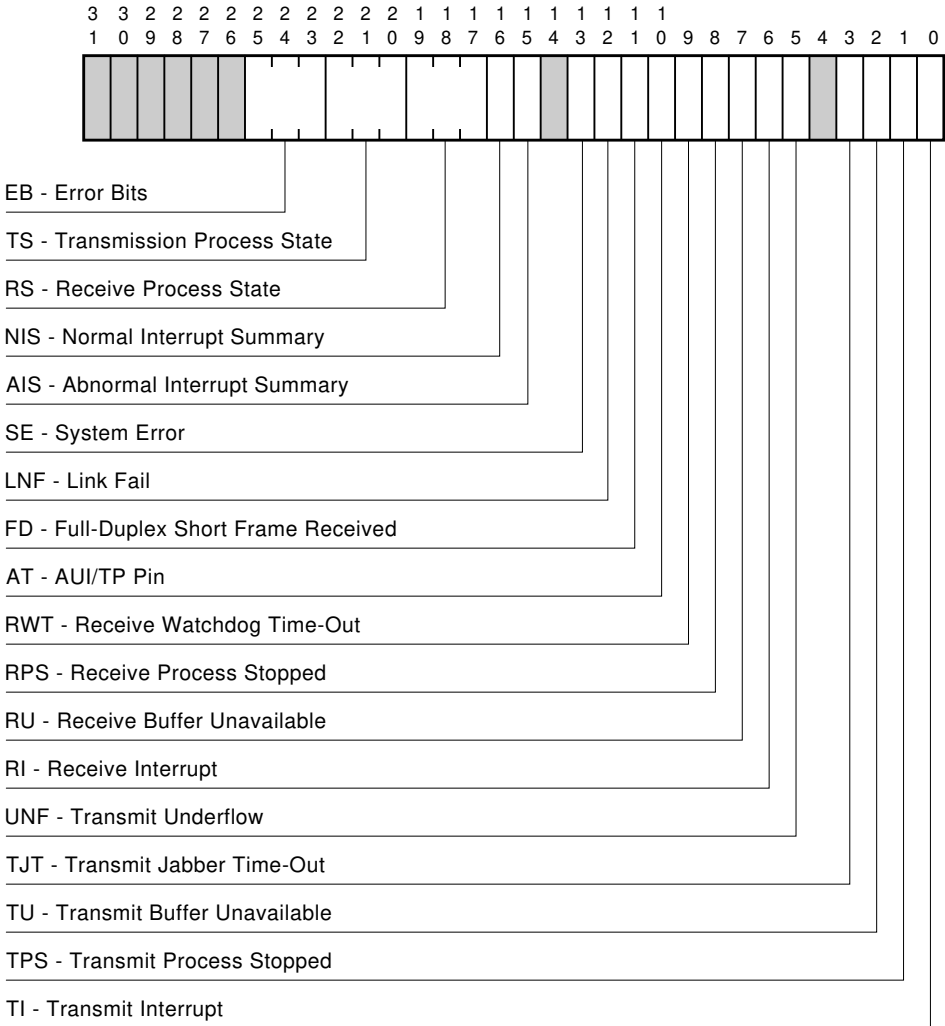 3 3 2 2 2 2 2 2 2 2 2 2 1 1 1 1 1 1 1 1 1 1
1 0 9 8 7 6 5 4 3 2 1 0 9 8 7 6 5 4 3 2 1 0 9 8 7 6 5 4 3 2 1 0
EB - Error Bits
TS - Transmission Process State
RS - Receive Process State
NIS - Normal Interrupt Summary
AIS - Abnormal Interrupt Summary
SE - System Error
LNF - Link Fail
FD - Full-Duplex Short Frame Received
AT - AUI/TP Pin
RWT - Receive Watchdog Time-Out
RPS - Receive Process Stopped
RU - Receive Buffer Unavailable
RI - Receive Interrupt
UNF - Transmit Underflow
TJT - Transmit Jabber Time-Out
TU - Transmit Buffer Unavailable
TPS - Transmit Process Stopped
TI - Transmit Interrupt